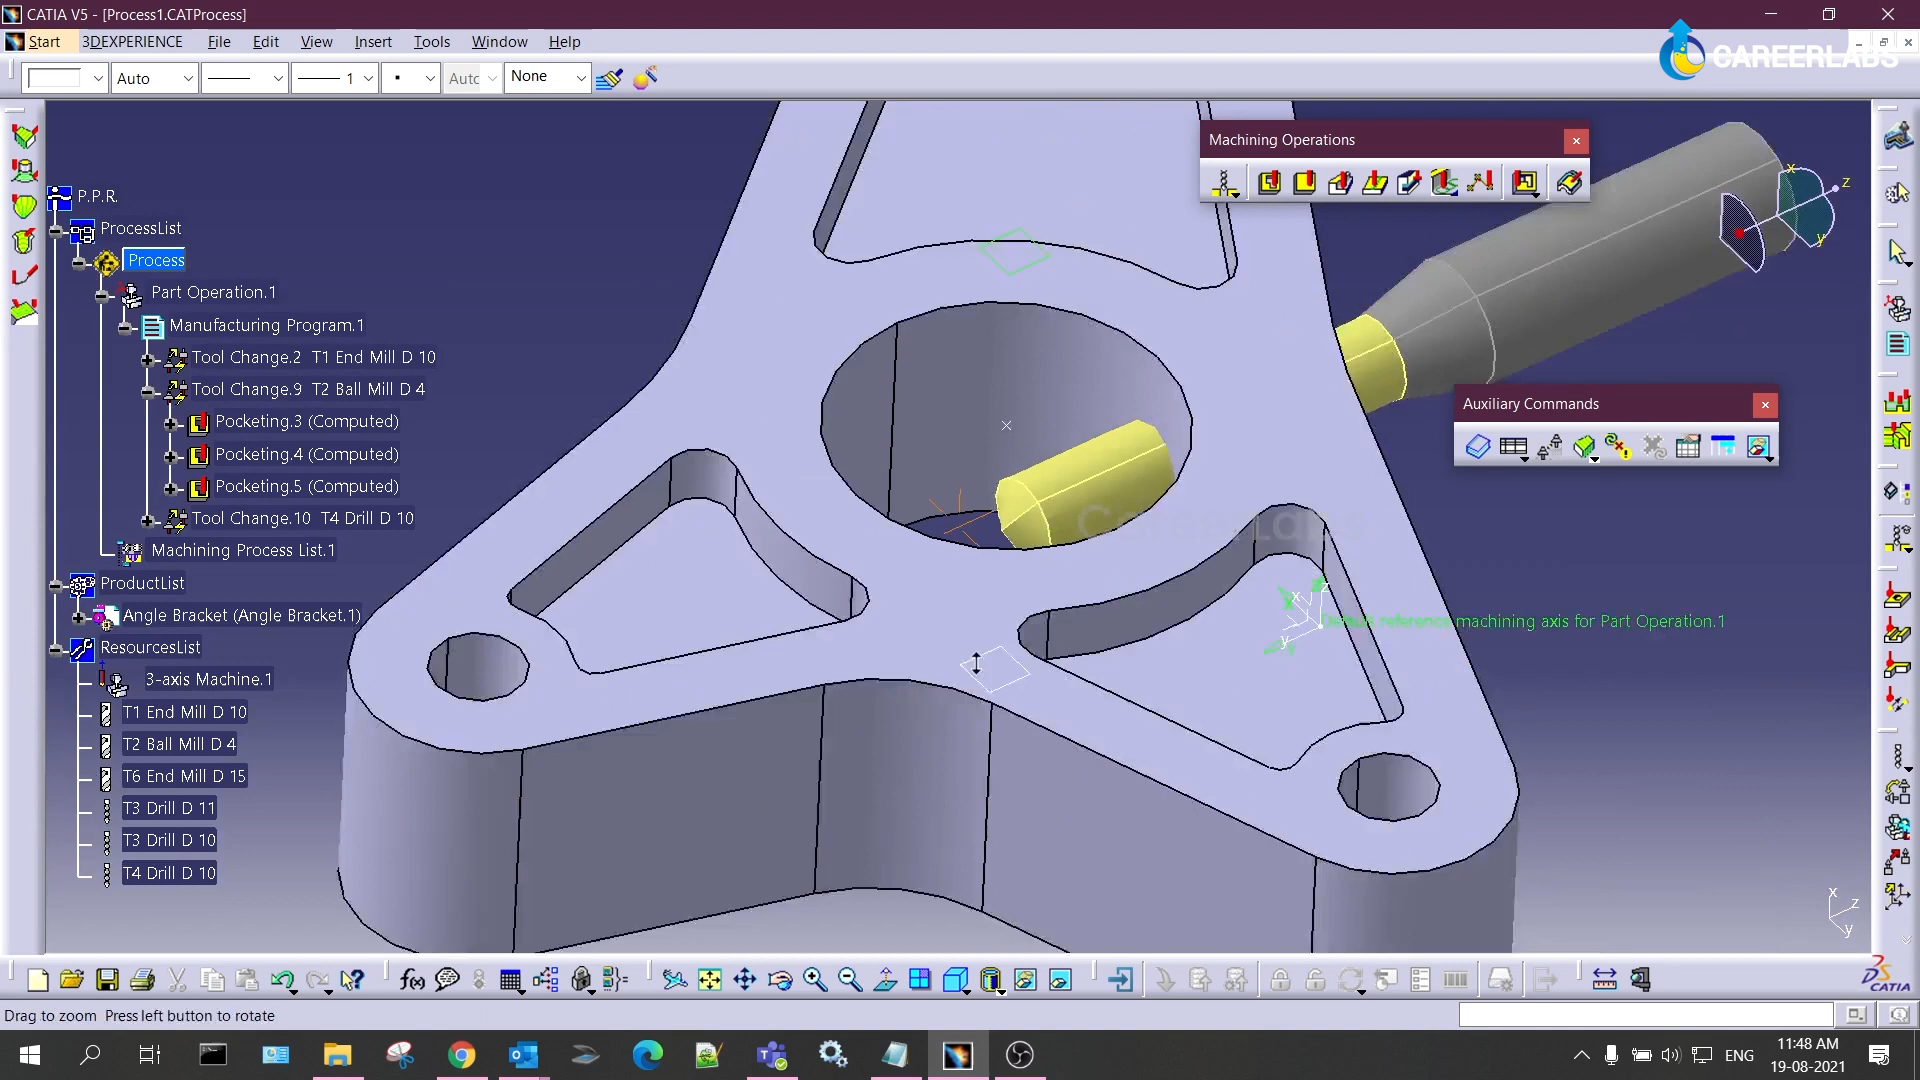 CATIA V5 - [Process1.CATProcess]
CAREERLABS
Start 3DEXPERIENCE File Edit View Insert Tools Window Help
Auto 1 Auto None
Machining Operations
x
z
y
P.P.R.
ProcessList
Process
Part Operation.1
Manufacturing Program.1
Tool Change.2 T1 End Mill D 10
Tool Change.9 T2 Ball Mill D 4
Pocketing.3 (Computed)
Pocketing.4 (Computed)
Pocketing.5 (Computed)
Tool Change.10 T4 Drill D 10
Machining Process List.1
ProductList
Angle Bracket (Angle Bracket.1)
ResourcesList
3-axis Machine.1
T1 End Mill D 10
T2 Ball Mill D 4
T6 End Mill D 15
T3 Drill D 11
T3 Drill D 10
T4 Drill D 10
Auxiliary Commands
x
z
y
Default reference machining axis for Part Operation.1
x
z
y
f(x)
CATIA
Drag to zoom Press left button to rotate
ENG
11:48 AM
19-08-2021